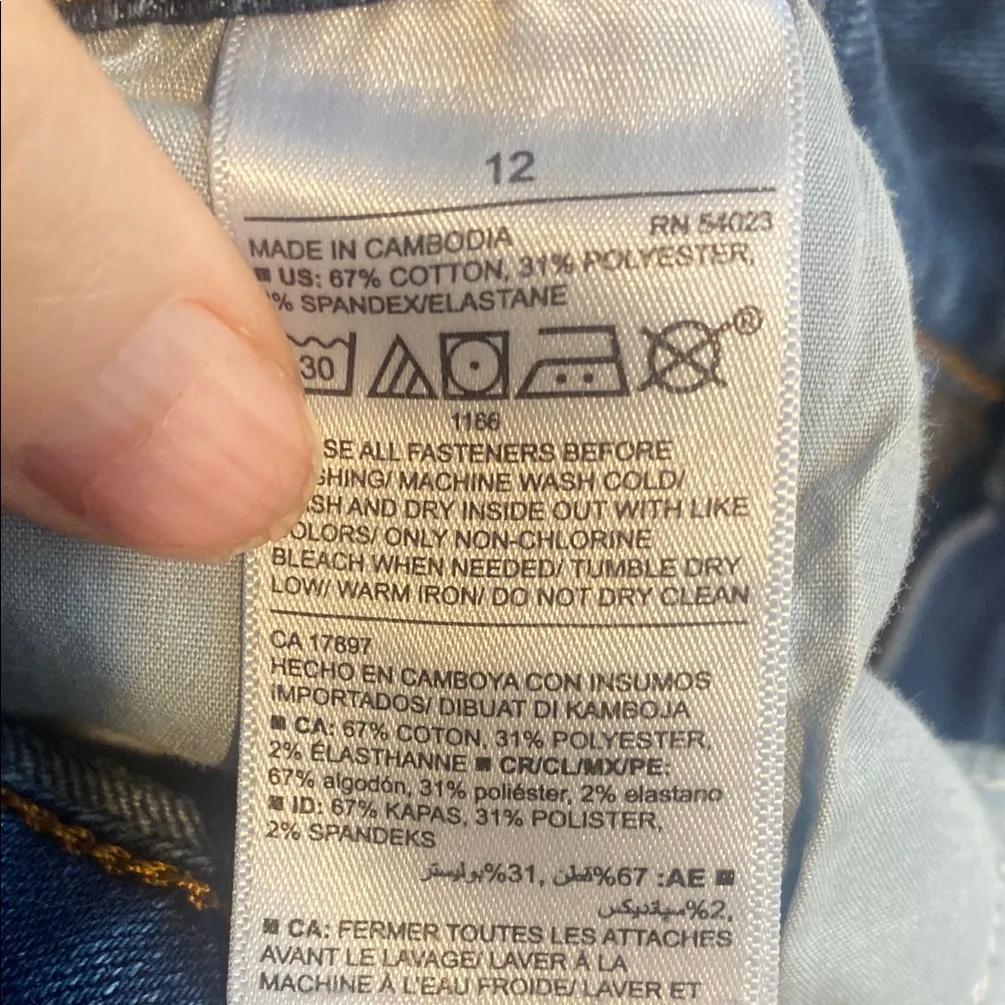 12
RN 54023
MADE IN CAMBODIA
US: 67% COTTON, 31% POLYESTER,
% SPANDEX/ELASTANE
30
®
1166
SE ALL FASTENERS BEFORE
SHING/ MACHINE WASH COLD/
SH AND DRY INSIDE OUT WITH LIKE
OLORS/ ONLY NON-CHLORINE
BLEACH WHEN NEEDED/ TUMBLE DRY
LOW/ WARM IRON/ DO NOT DRY CLEAN
CA 17897
HECHO EN CAMBOYA CON INSUMOS
IMPORTADOS/ DIBUAT DI KAMBOJA
■ CA: 67% COTON, 31% POLYESTER,
2% ÉLASTHANNE ■ CR/CL/MX/PE:
67% algodón, 31% poliéster, 2% elastano
■ ID: 67% KAPAS, 31% POLISTER,
2% SPANDEKS
■ AE: 67%قطن, 31%بوليستر
,2%سباندیکس
■ CA: FERMER TOUTES LES ATTACHES
AVANT LE LAVAGE/ LAVER À LA
MACHINE À L'EAU FROIDE/ LAVER ET